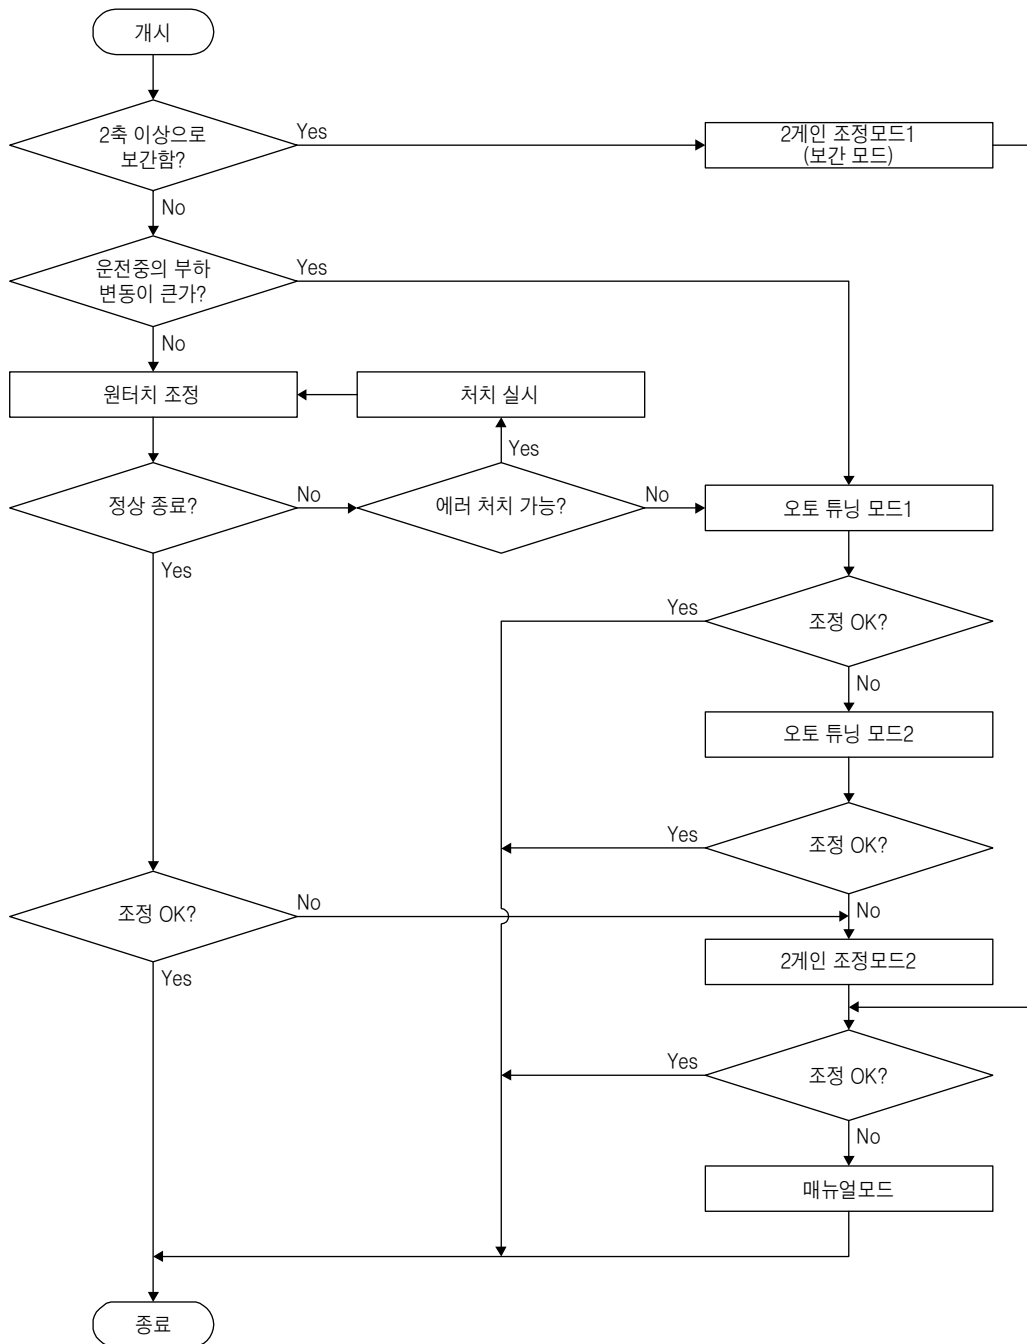 개시
2축 이상으로
보간함?
Yes
2게인 조정모드1
(보간 모드)
No
운전중의 부하
변동이 큰가?
Yes
No
원터치 조정
처치 실시
Yes
정상 종료?
No
에러 처치 가능?
No
오토 튜닝 모드1
Yes
Yes
조정 OK?
No
오토 튜닝 모드2
Yes
조정 OK?
No
조정 OK?
No
2게인 조정모드2
Yes
Yes
조정 OK?
No
매뉴얼모드
종료